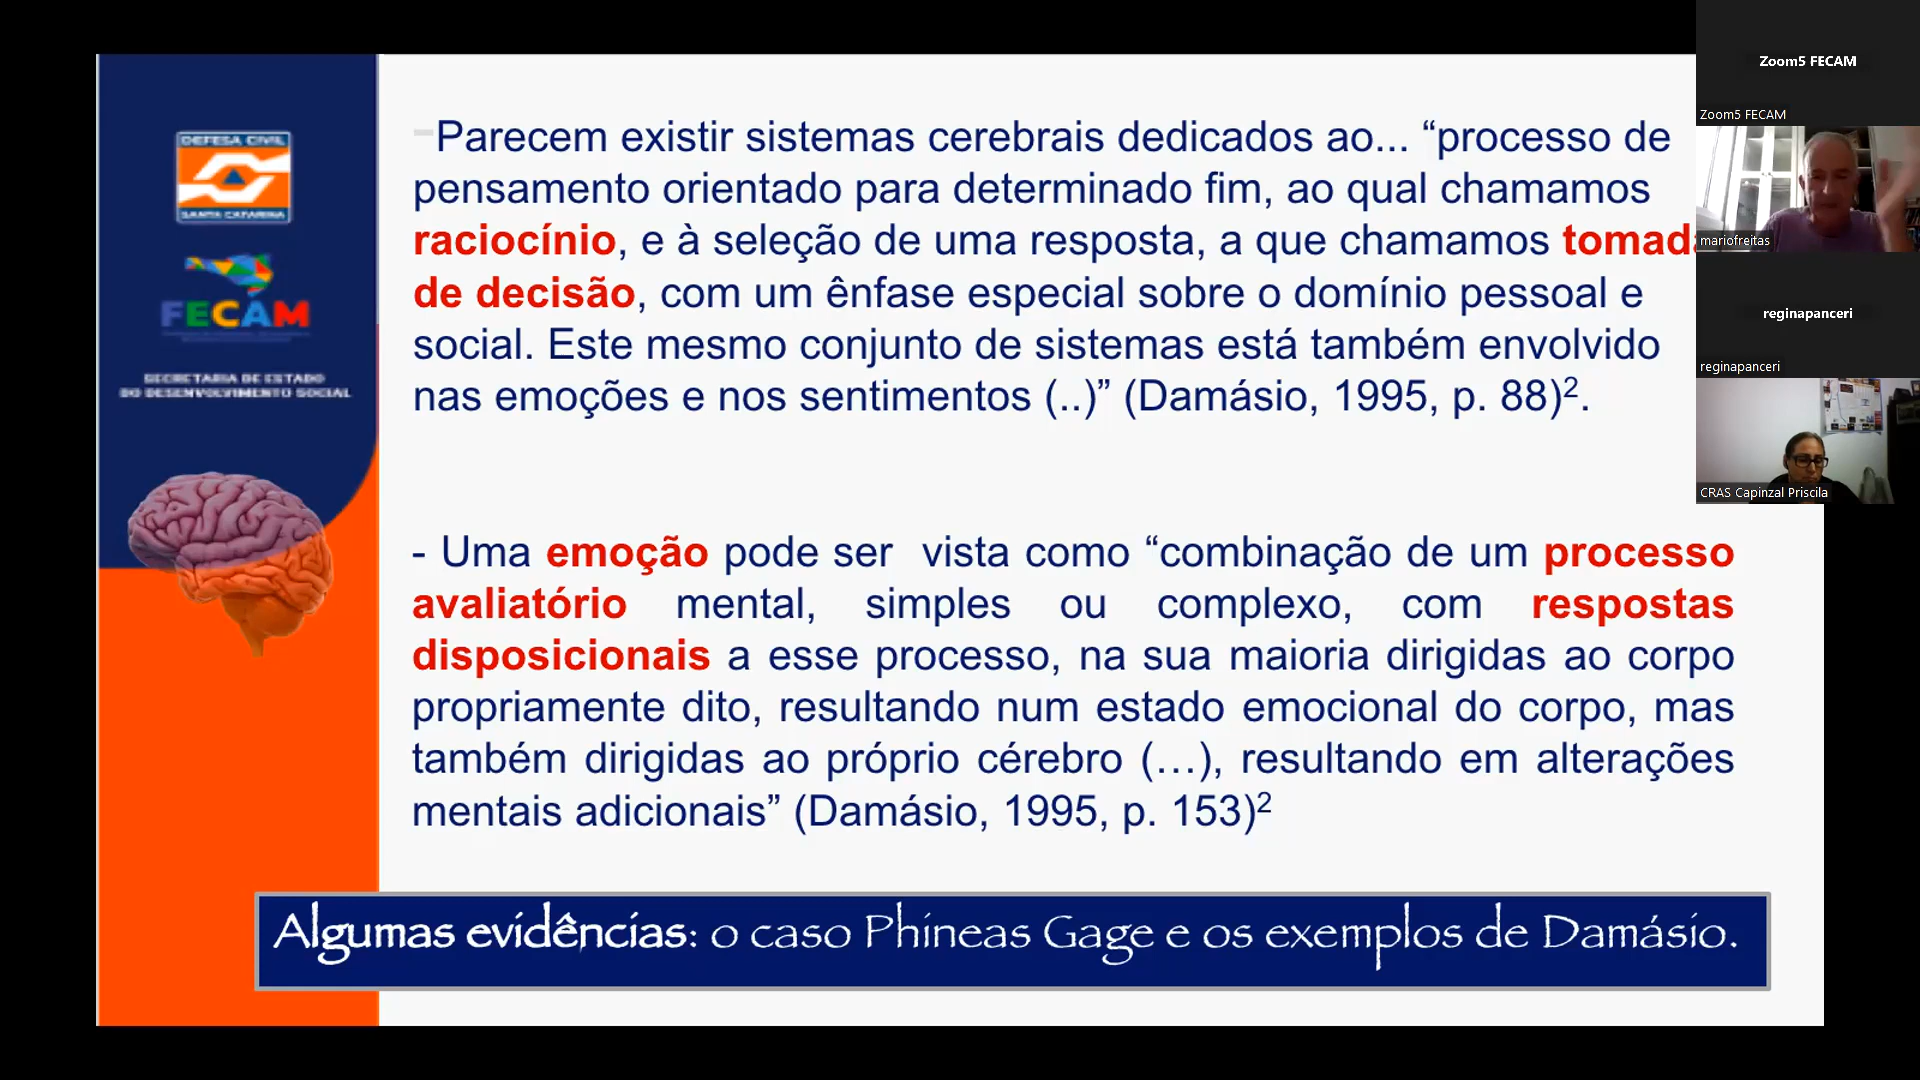 DEFESA CIVIL
SANTA CATARINA
FECAM
SECRETARIA DE ESTADO
DO DESENVOLVIMENTO SOCIAL
-Parecem existir sistemas cerebrais dedicados ao... “processo de
pensamento orientado para determinado fim, ao qual chamamos
raciocínio, e à seleção de uma resposta, a que chamamos tomada
de decisão, com um ênfase especial sobre o domínio pessoal e
social. Este mesmo conjunto de sistemas está também envolvido
nas emoções e nos sentimentos (..)” (Damásio, 1995, p. 88)².
- Uma emoção pode ser vista como “combinação de um processo
avaliatório mental, simples ou complexo, com respostas
disposicionais a esse processo, na sua maioria dirigidas ao corpo
propriamente dito, resultando num estado emocional do corpo, mas
também dirigidas ao próprio cérebro (…), resultando em alterações
mentais adicionais” (Damásio, 1995, p. 153)²
Algumas evidências: o caso Phineas Gage e os exemplos de Damásio.
Zoom5 FECAM
Zoom5 FECAM
mariofreitas
reginapanceri
reginapanceri
CRAS Capinzal Priscila